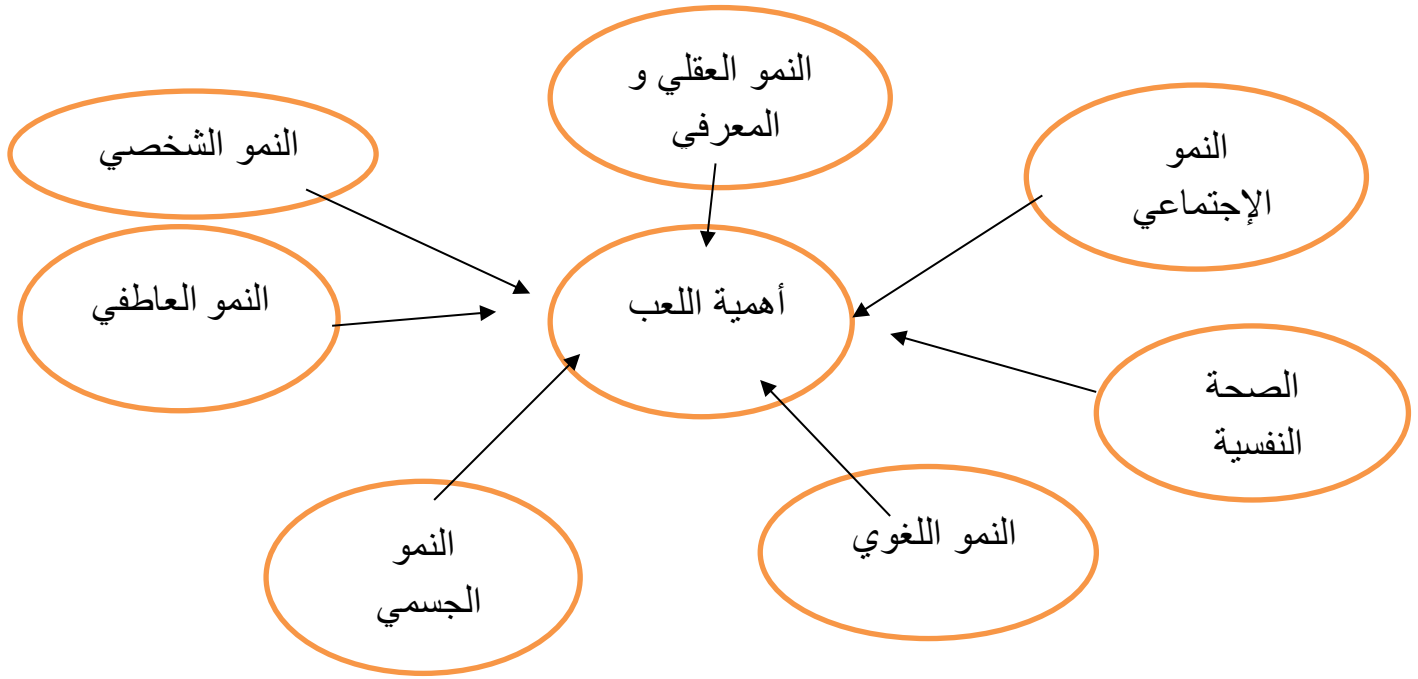 النمو العقلي و
المعرفي
النمو
الإجتماعي
النمو الشخصي
النمو العاطفي
أهمية اللعب
الصحة
النفسية
النمو اللغوي
النمو
الجسمي